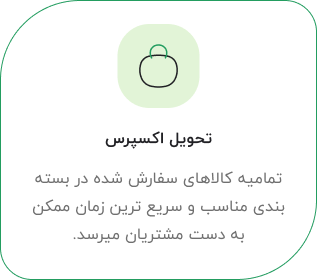 تحویل اکسپرس
تمامیه کالاهای سفارش شده در بسته
بندی مناسب و سریع ترین زمان ممکن
به دست مشتریان میرسد.